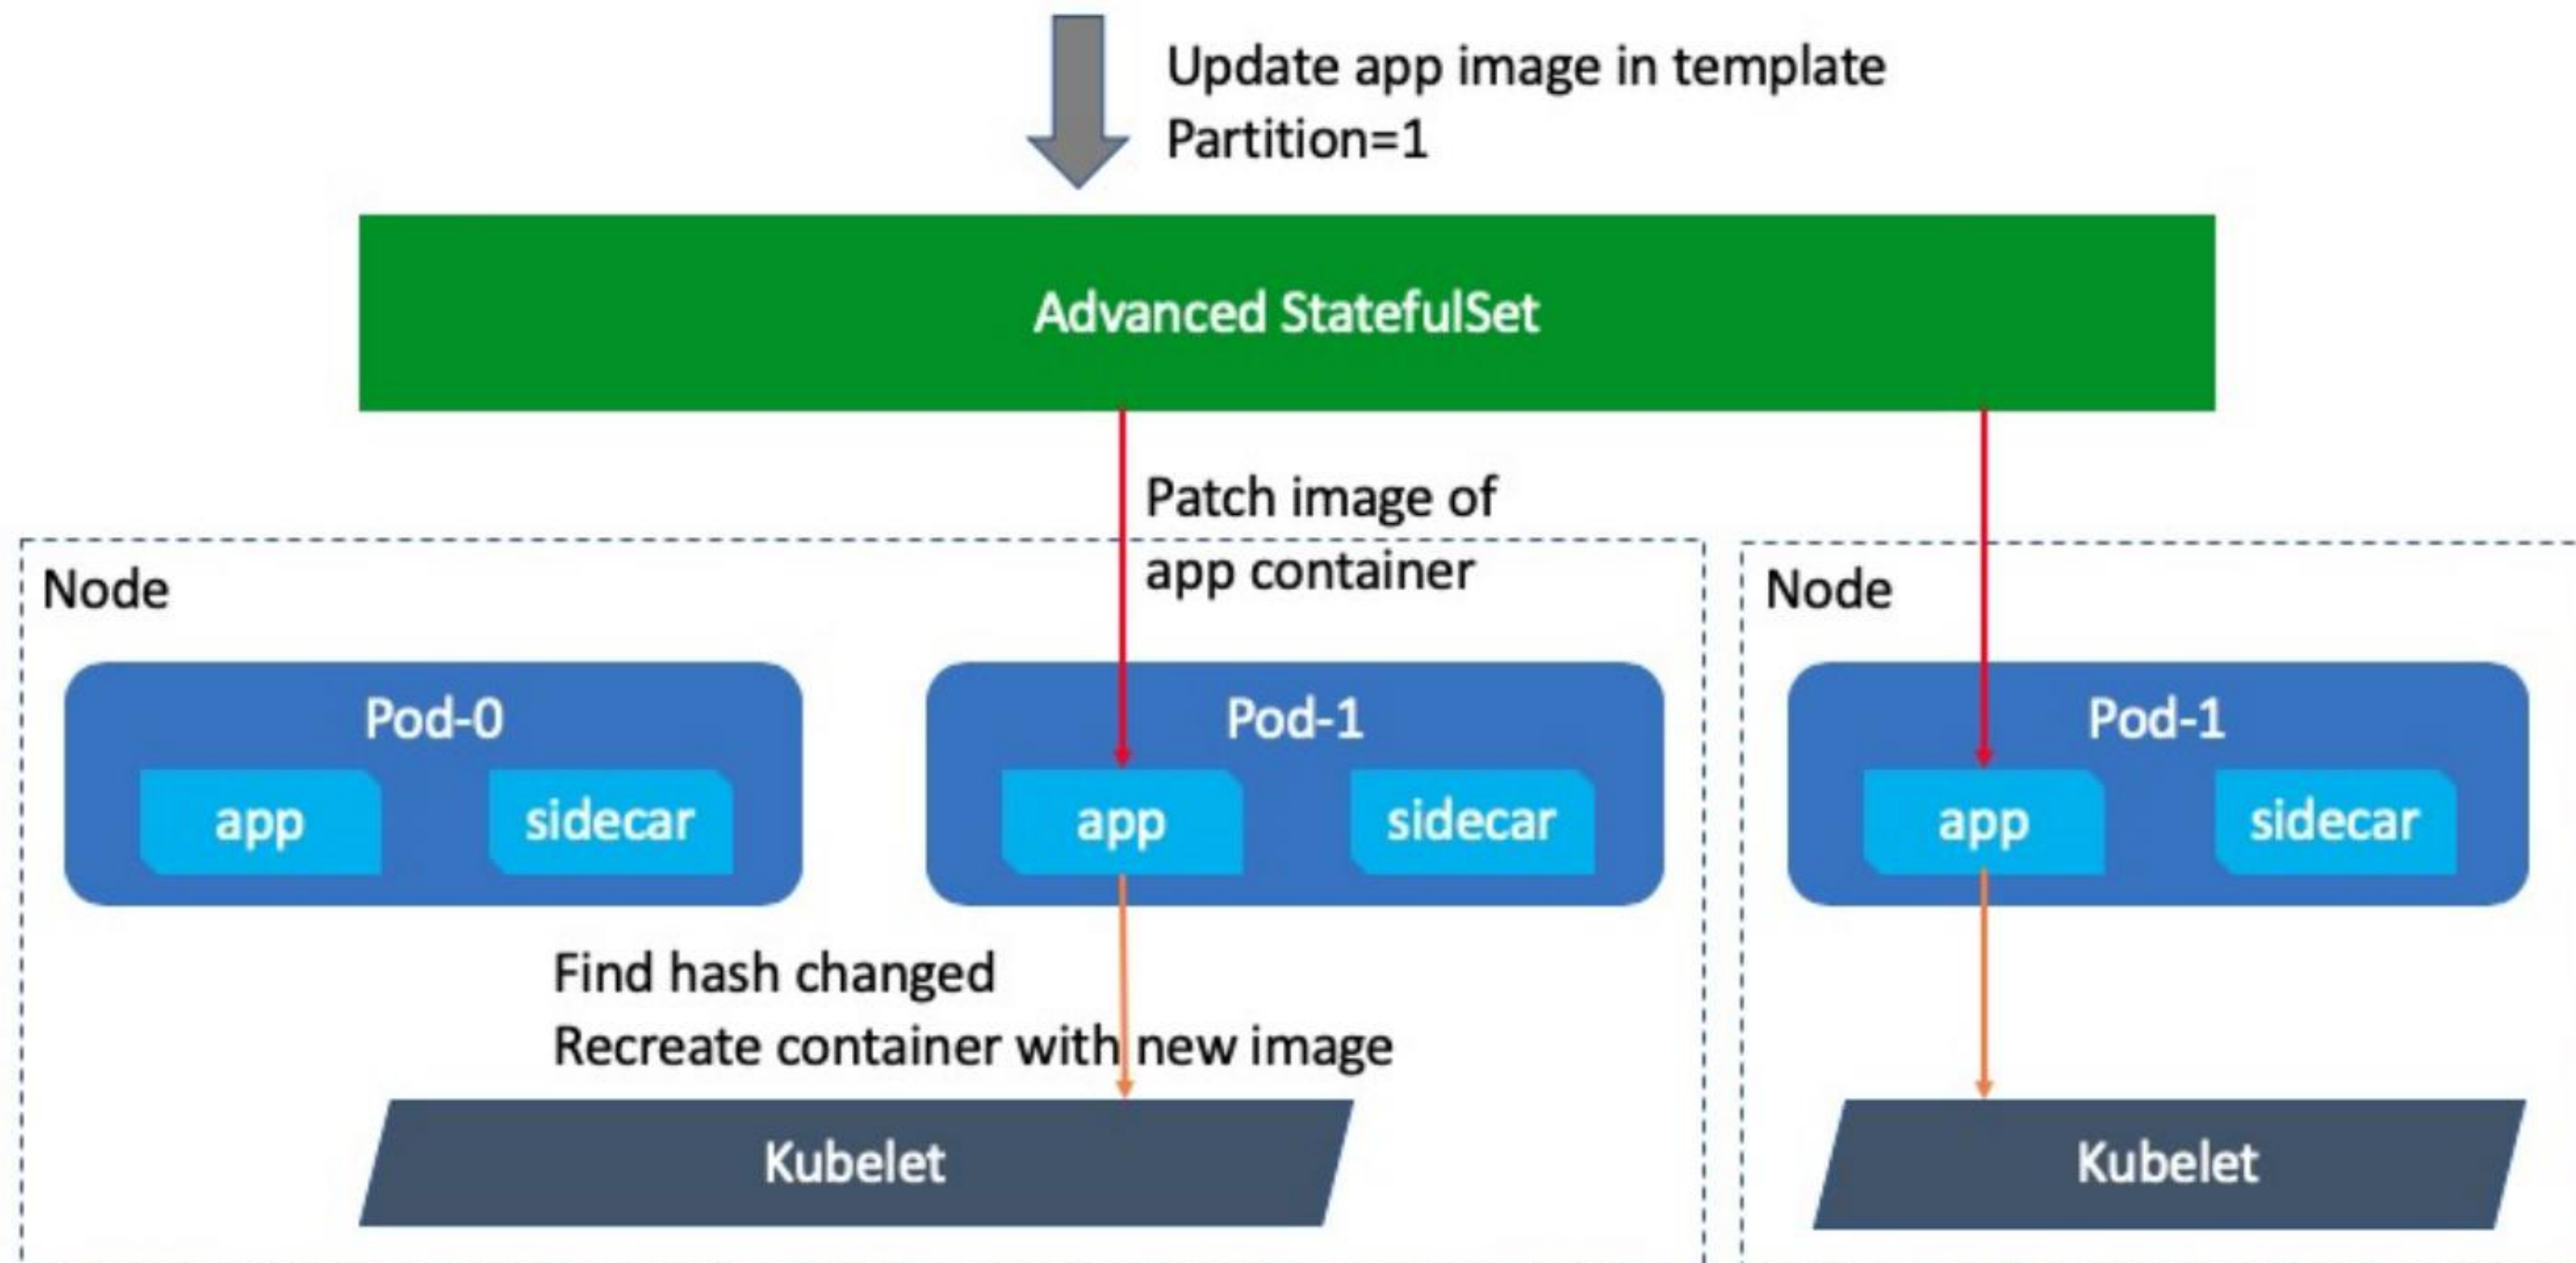 Update app image in template
Partition=1
Advanced StatefulSet
Patch image of
app container
Node
Node
Pod-0
app
sidecar
Pod-1
app
sidecar
Pod-1
app
sidecar
Find hash changed
Recreate container with new image
Kubelet
Kubelet